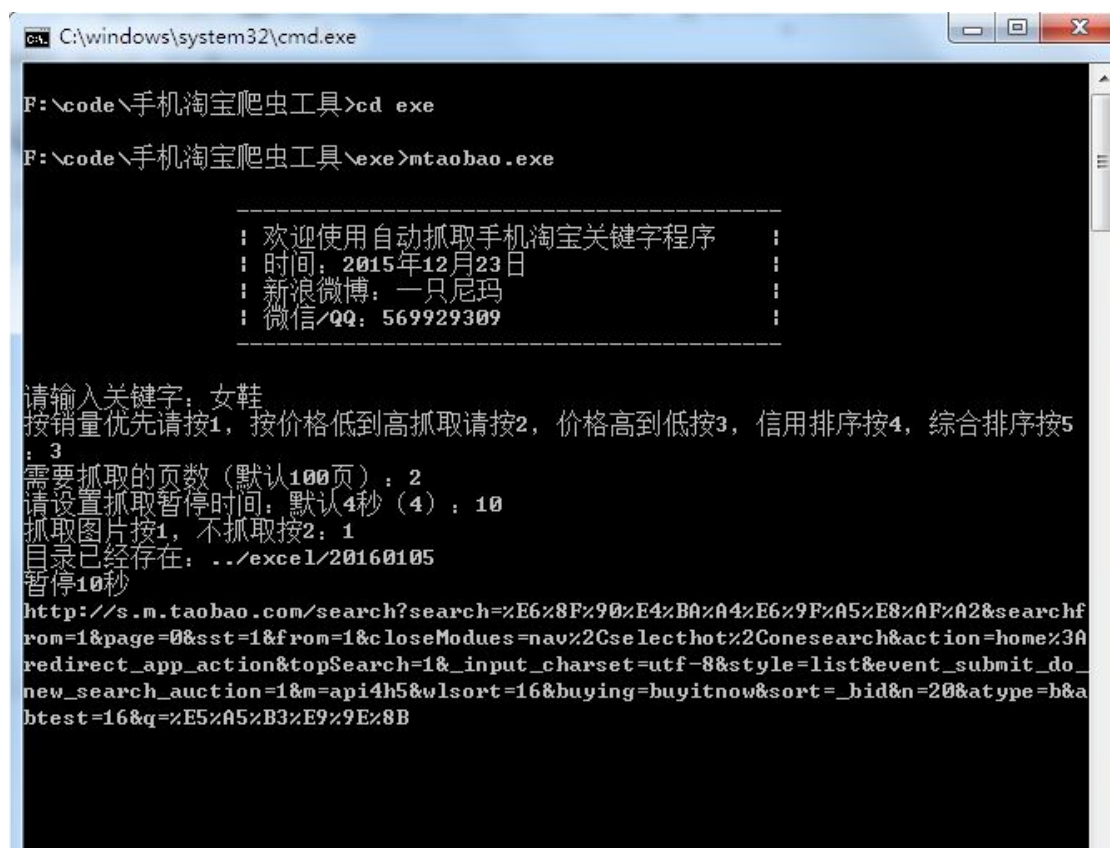 C:\windows\system32\cmd.exe
F:\code\手机淘宝爬虫工具>cd exe
F:\code\手机淘宝爬虫工具\exe>mtaobao.exe
欢迎使用自动抓取手机淘宝关键字程序
时间：2015年12月23日
新浪微博：一只尼玛
微信/QQ：569929309
请输入关键字：女鞋
按销量优先请按1，按价格低到高抓取请按2，价格高到低按3，信用排序按4，综合排序按5
：3
需要抓取的页数（默认100页）：2
请设置抓取暂停时间：默认4秒（4）：10
抓取图片按1，不抓取按2：1
目录已经存在：../excel/20160105
暂停10秒
http://s.m.taobao.com/search?search=%E6%8F%90%E4%BA%A4%E6%9F%A5%E8%AF%A2&searchf
rom=1&page=0&sst=1&from=1&closeModues=nav%2Cselecthot%2Conesearch&action=home%3A
redirect_app_action&topSearch=1&_input_charset=utf-8&style=list&event_submit_do_
new_search_auction=1&m=api4h5&wlsort=16&buying=buyitnow&sort=_bid&n=20&atype=b&a
btest=16&q=%E5%A5%B3%E9%9E%8B